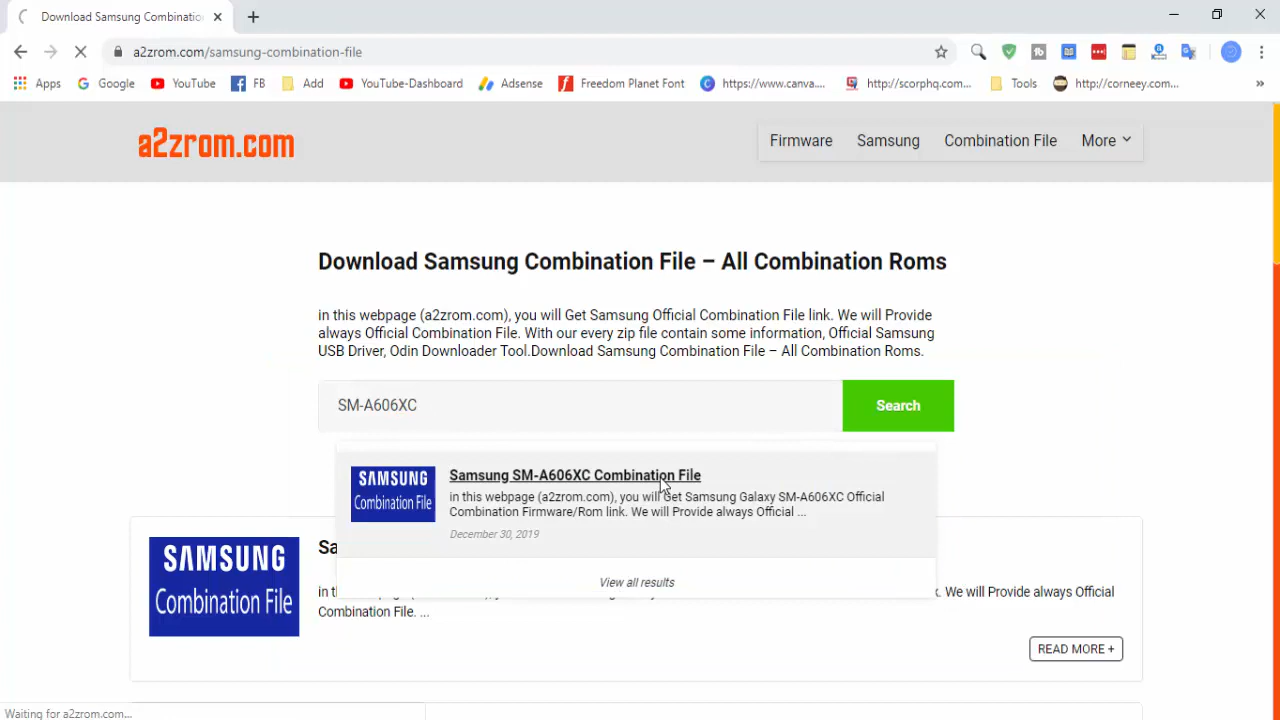 Download Samsung Combinatio
a2zrom.com/samsung-combination-file
Apps Google YouTube FB Add YouTube-Dashboard Adsense Freedom Planet Font https://www.canva.... http://scorphq.com... Tools http://corneey.com... »
a2zrom.com
Firmware Samsung Combination File More
Download Samsung Combination File – All Combination Roms
in this webpage (a2zrom.com), you will Get Samsung Official Combination File link. We will Provide
always Official Combination File. With our every zip file contain some information, Official Samsung
USB Driver, Odin Downloader Tool.Download Samsung Combination File – All Combination Roms.
SM-A606XC Search
SAMSUNG
Combination File
Samsung SM-A606XC Combination File
in this webpage (a2zrom.com), you will Get Samsung Galaxy SM-A606XC Official
Combination Firmware/Rom link. We will Provide always Official ...
December 30, 2019
View all results
SAMSUNG
Combination File
Sa
in t
k. We will Provide always Official
Combination File. ...
READ MORE +
Waiting for a2zrom.com...